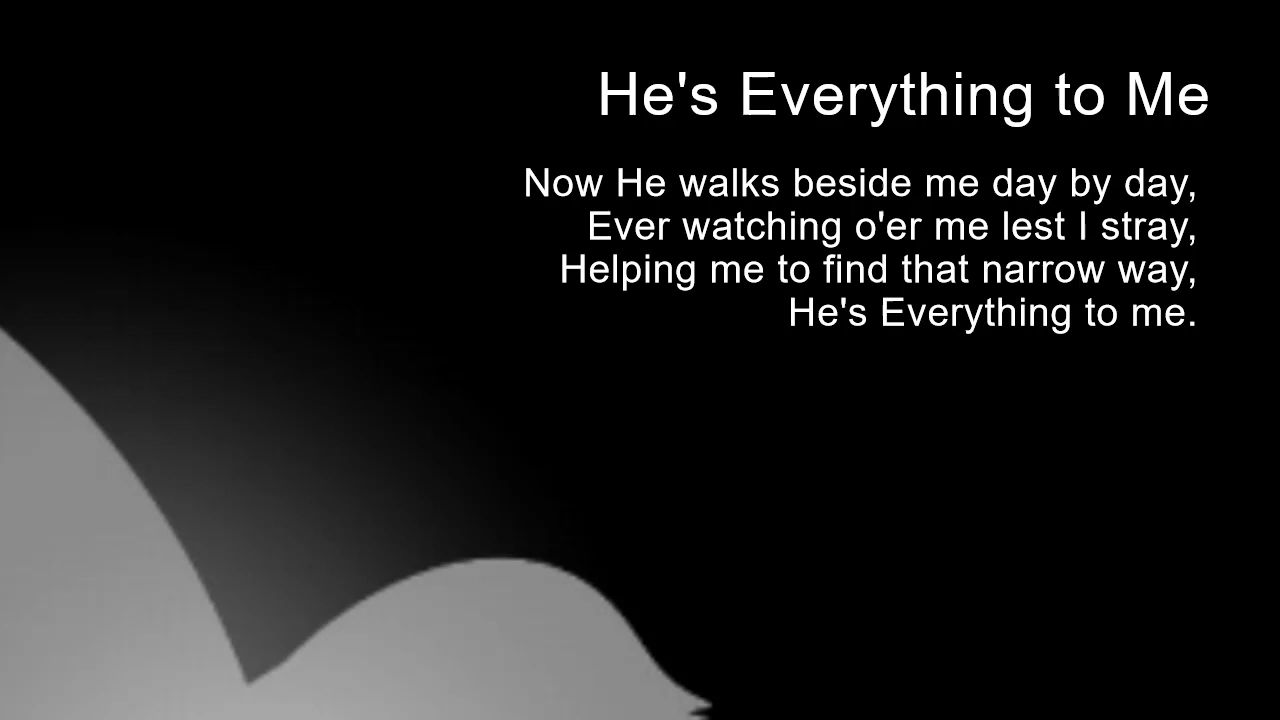 He's Everything to Me
Now He walks beside me day by day,
Ever watching o'er me lest I stray,
Helping me to find that narrow way,
He's Everything to me.